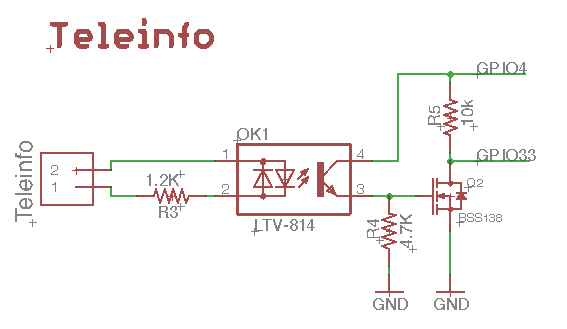 Teleinfo
GPIO4
OK1
R5
10k
Teleinfo
2
1
1
4
GPIO33
1.2K
2
3
Q2
R3
LTV-814
R4
4.7K
BSS138
GND
GND